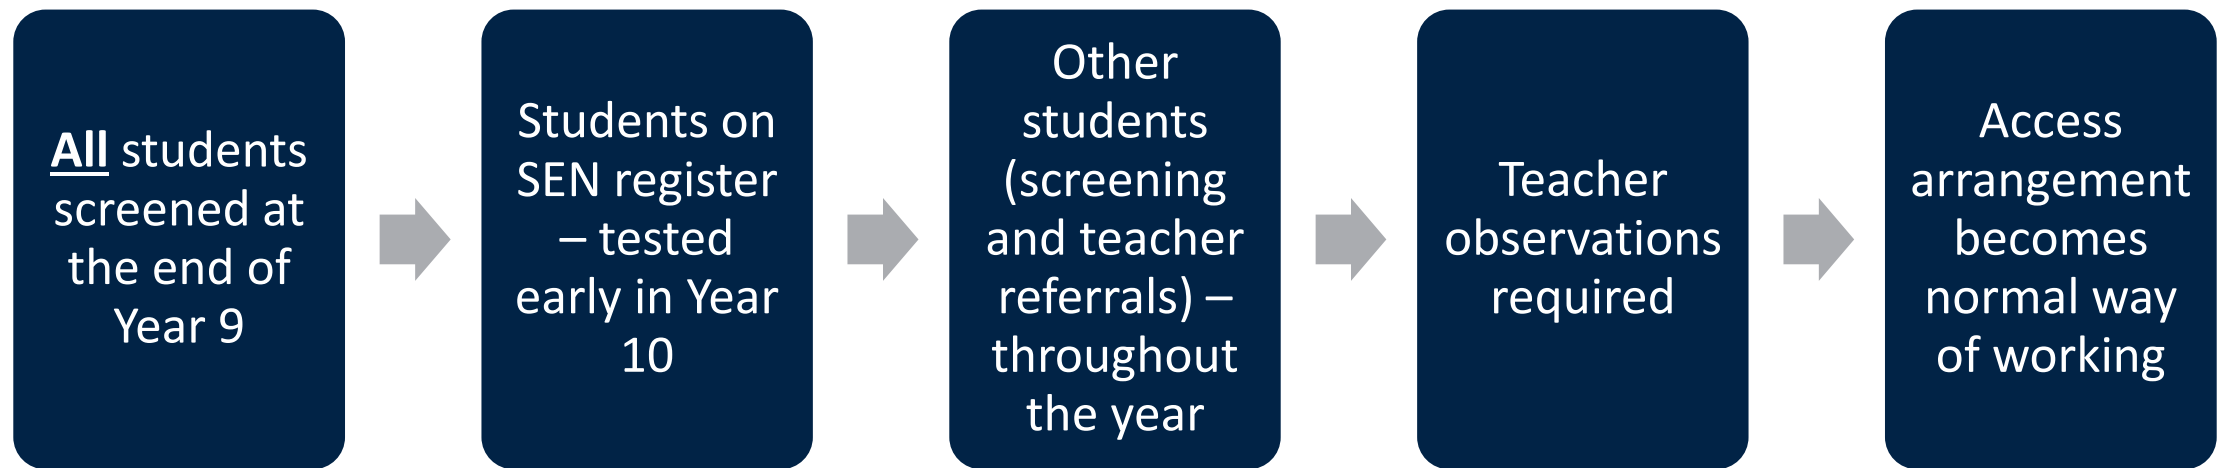 All students
screened at
the end of
Year 9
Students on
SEN register
– tested
early in Year
10
Other
students
(screening
and teacher
referrals) –
throughout
the year
Teacher
observations
required
Access
arrangement
becomes
normal way
of working